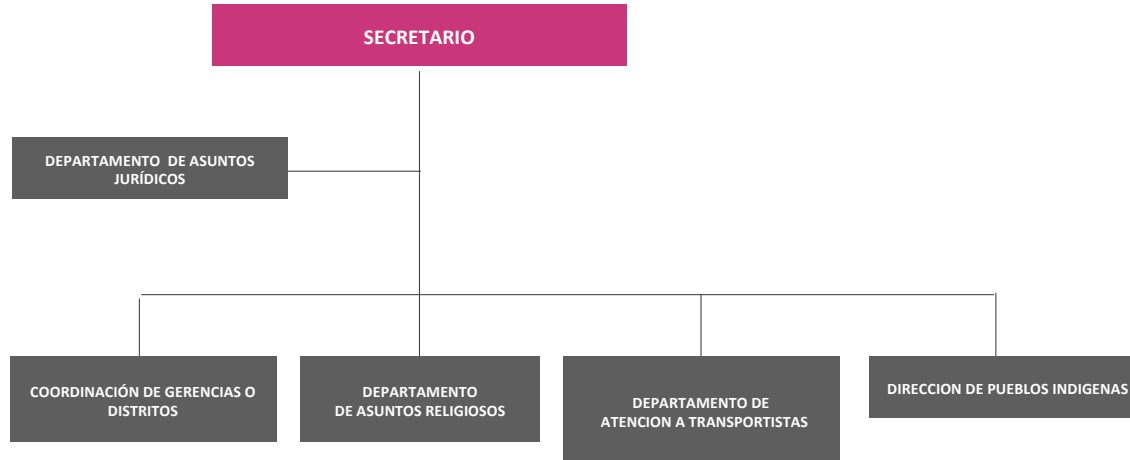 SECRETARIO
DEPARTAMENTO DE ASUNTOS
JURÍDICOS
COORDINACIÓN DE GERENCIAS O
DISTRITOS
DEPARTAMENTO
DE ASUNTOS RELIGIOSOS
DEPARTAMENTO DE
ATENCION A TRANSPORTISTAS
DIRECCION DE PUEBLOS INDIGENAS